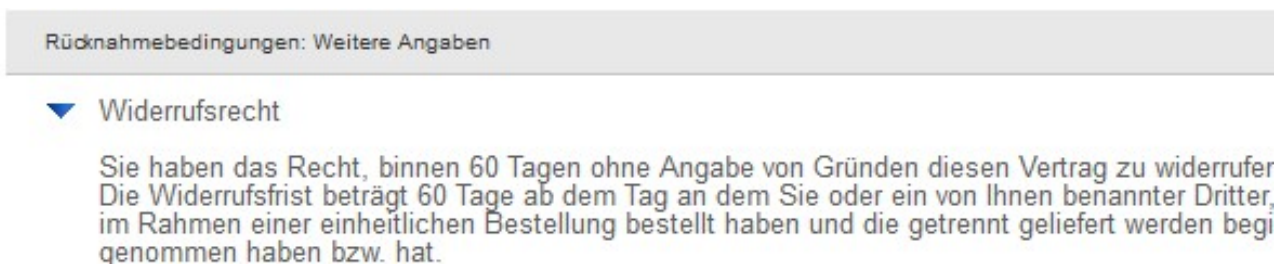 Rücknahmebedingungen: Weitere Angaben
Widerrufsrecht
Sie haben das Recht, binnen 60 Tagen ohne Angabe von Gründen diesen Vertrag zu widerrufen
Die Widerrufsfrist beträgt 60 Tage ab dem Tag an dem Sie oder ein von Ihnen benannter Dritter,
im Rahmen einer einheitlichen Bestellung bestellt haben und die getrennt geliefert werden begi
genommen haben bzw. hat.